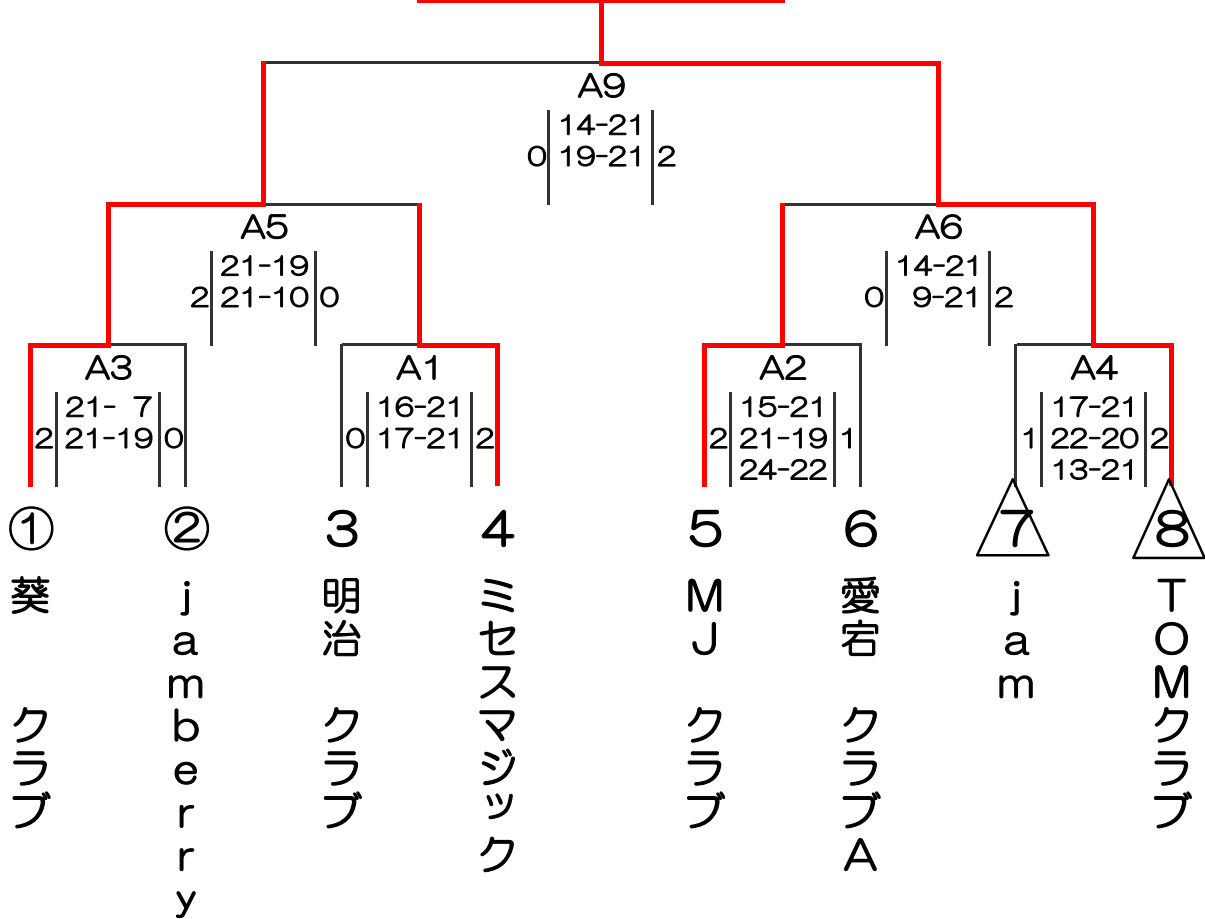 A9
14-21
0 19-21 2
A5
21-19
2 21-10 0
A6
14-21
0 9-21 2
A3
21- 7
2 21-19 0
A1
16-21
0 17-21 2
A2
15-21
2 21-19 1
24-22
A4
17-21
1 22-20 2
13-21
① ② 3 4 5 6 7 8
葵 クラブ
jamberry
明治 クラブ
ミセスマジック
MJ クラブ
愛宕 クラブA
jam
TOMクラブ